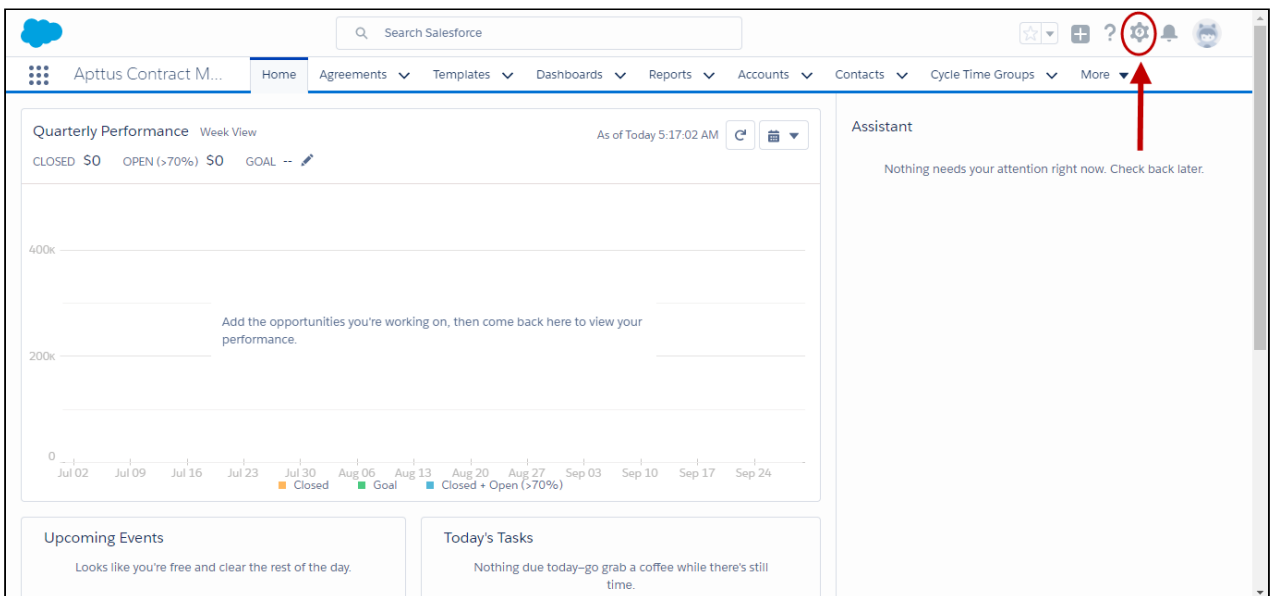 Search Salesforce
Apttus Contract M...
Home
Agreements
Templates
Dashboards
Reports
Accounts
Contacts
Cycle Time Groups
More
Quarterly Performance Week View
As of Today 5:17:02 AM
CLOSED $0 OPEN (>70%) $0 GOAL --
400K
200K
0
Add the opportunities you're working on, then come back here to view your
performance.
Jul 02 Jul 09 Jul 16 Jul 23 Jul 30 Aug 06 Aug 13 Aug 20 Aug 27 Sep 03 Sep 10 Sep 17 Sep 24
Closed Goal Closed + Open (>70%)
Assistant
Nothing needs your attention right now. Check back later.
Upcoming Events
Looks like you're free and clear the rest of the day.
Today's Tasks
Nothing due today—go grab a coffee while there's still
time.